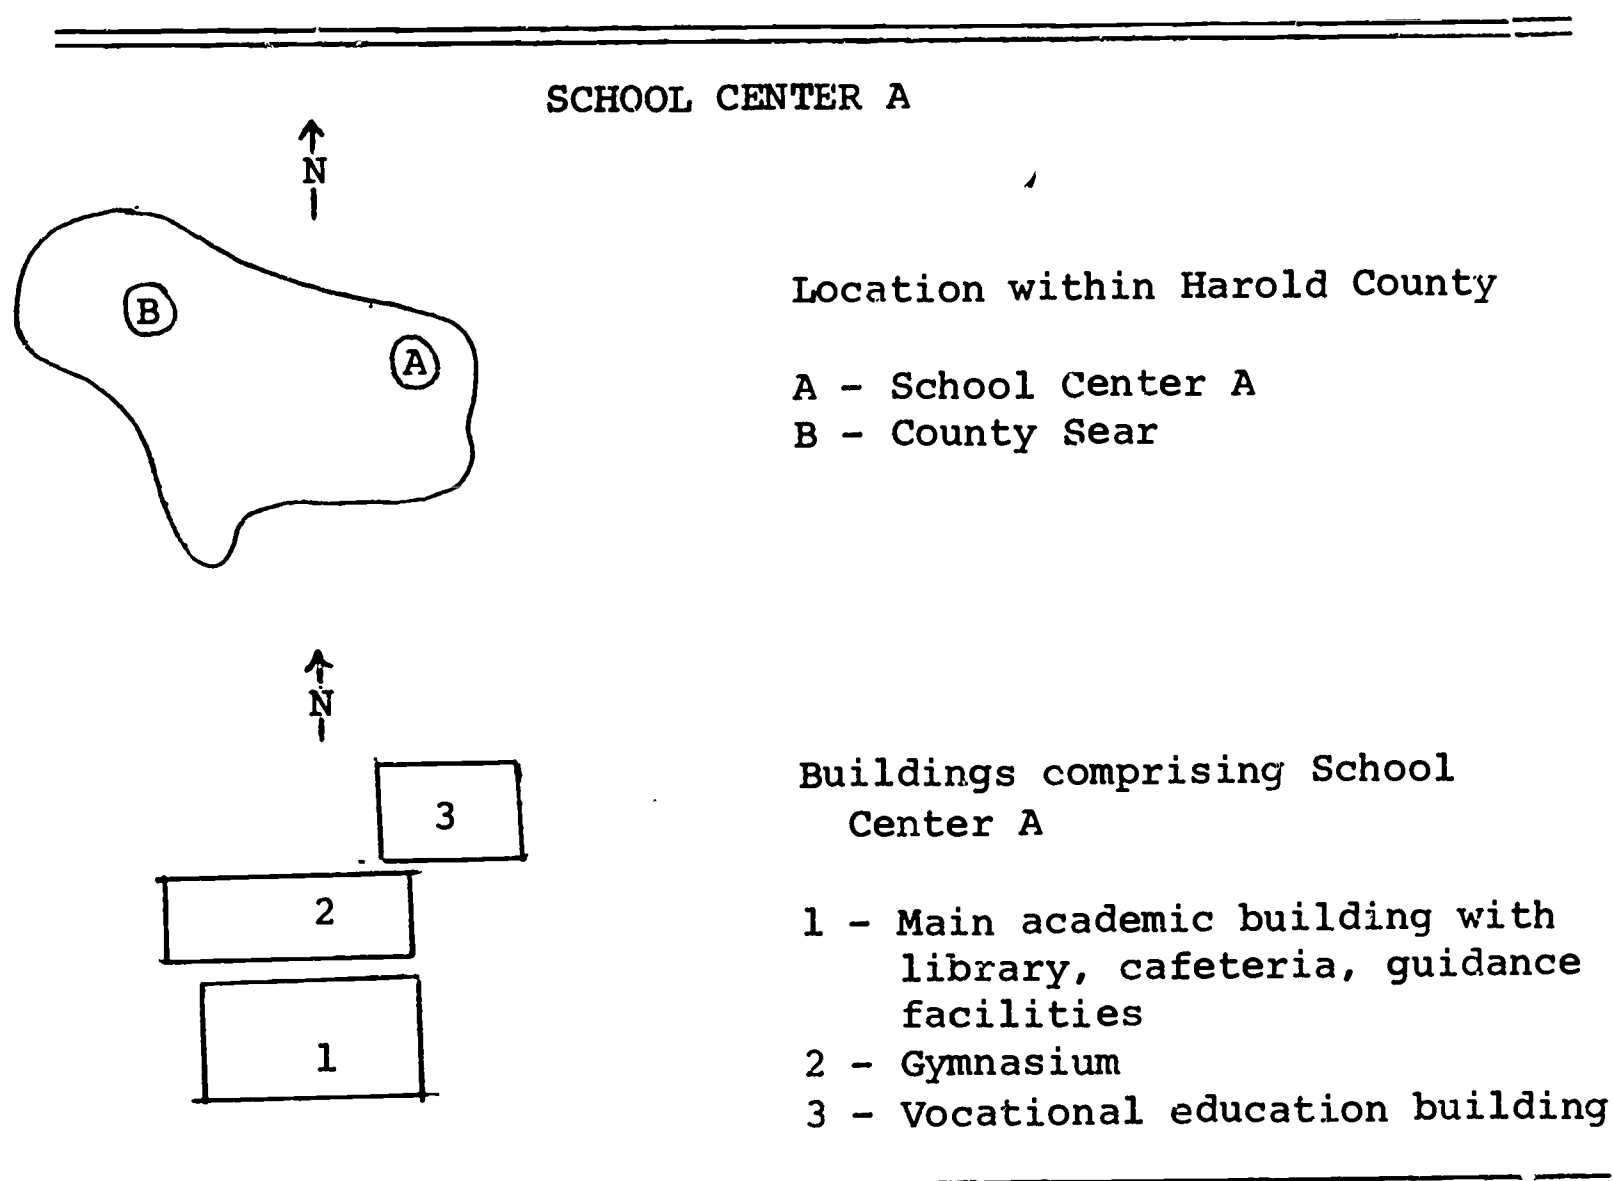 SCHOOL CENTER A
N
B
A
Location within Harold County
A - School Center A
B - County Sear
N
3
2
1
Buildings comprising School
Center A
1 - Main academic building with
library, cafeteria, guidance
facilities
2 - Gymnasium
3 - Vocational education building